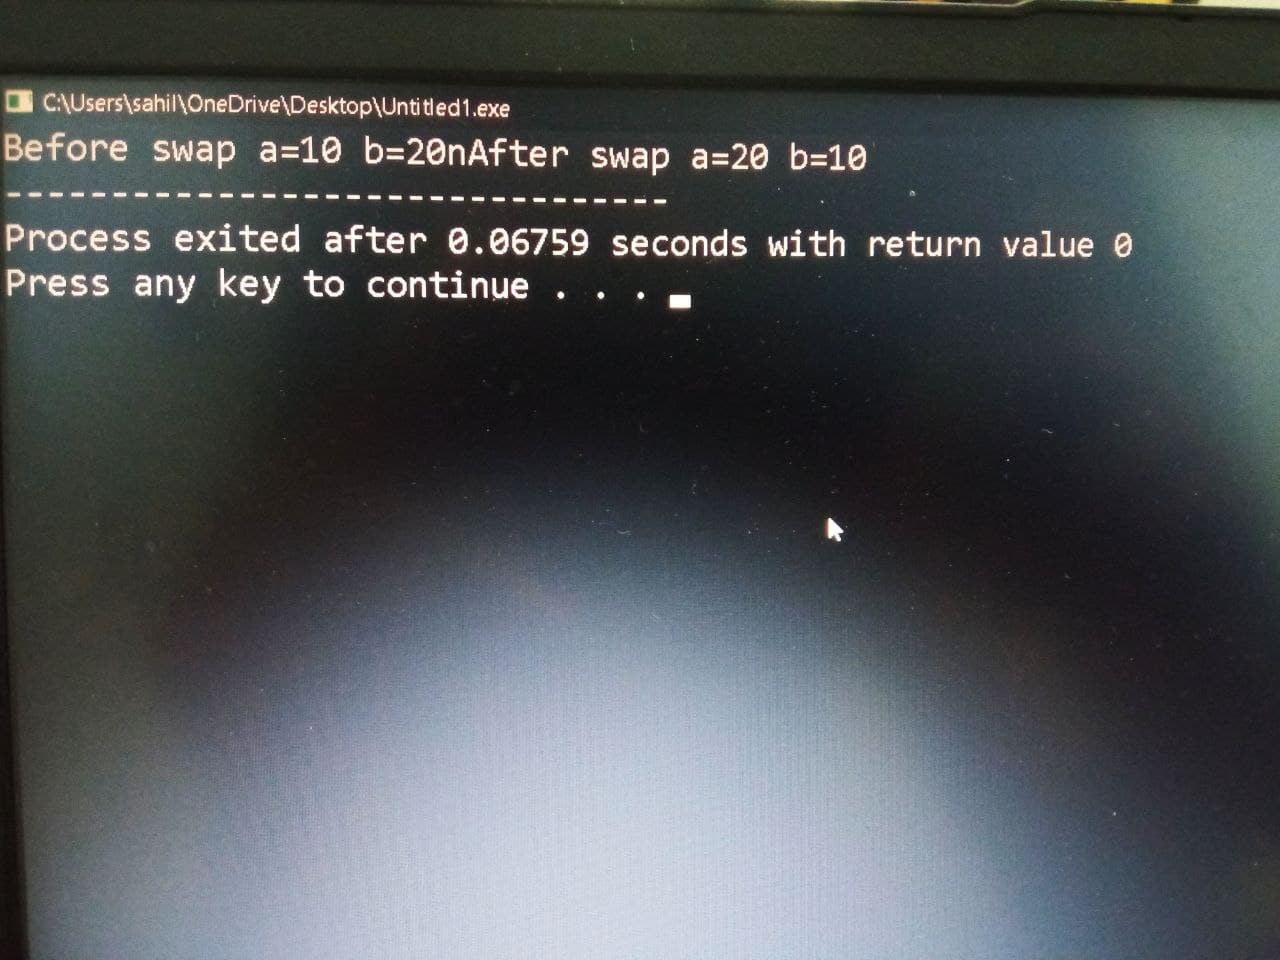 C:\Users\sahil\OneDrive\Desktop\Untitled1.exe
Before swap a=10 b=20nAfter swap a=20 b=10
--------------------------------
Process exited after 0.06759 seconds with return value 0
Press any key to continue . . .